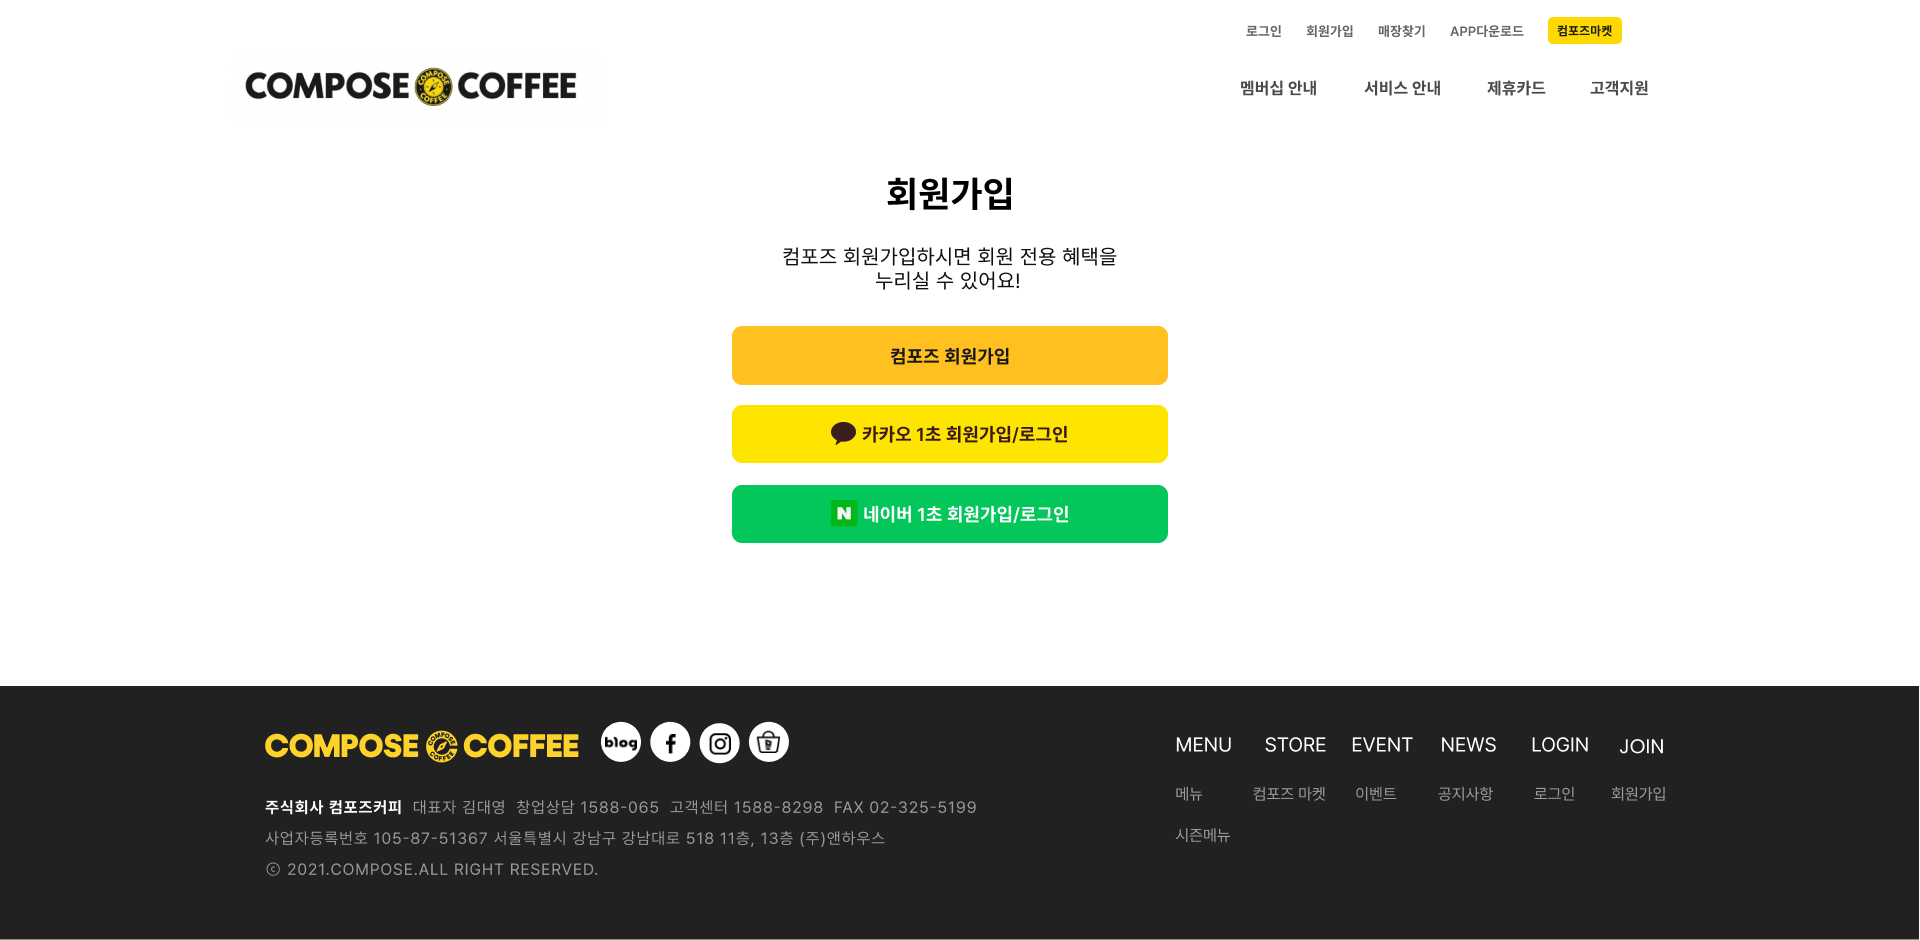 로그인 회원가입 매장찾기 APP다운로드 컴포즈마켓
COMPOSE COMPOSE COFFEE COFFEE
멤버십 안내 서비스 안내 제휴카드 고객지원
회원가입
컴포즈 회원가입하시면 회원 전용 혜택을
누리실 수 있어요!
컴포즈 회원가입
카카오 1초 회원가입/로그인
N 네이버 1초 회원가입/로그인
COMPOSE COMPOSE COFFEE COFFEE blog f
주식회사 컴포즈커피 대표자 김대영 창업상담 1588-065 고객센터 1588-8298 FAX 02-325-5199
사업자등록번호 105-87-51367 서울특별시 강남구 강남대로 518 11층, 13층 (주)앤하우스
ⓒ 2021.COMPOSE.ALL RIGHT RESERVED.
MENU STORE EVENT NEWS LOGIN JOIN
메뉴 컴포즈 마켓 이벤트 공지사항 로그인 회원가입
시즌메뉴